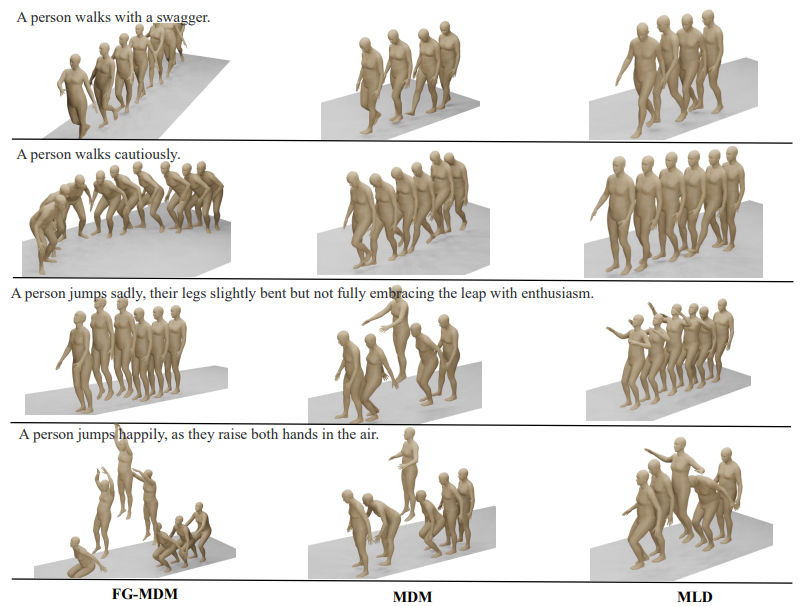 A person walks with a swagger.
A person walks cautiously.
A person jumps sadly, their legs slightly bent but not fully embracing the leap with enthusiasm.
A person jumps happily, as they raise both hands in the air.
FG-MDM MDM MLD